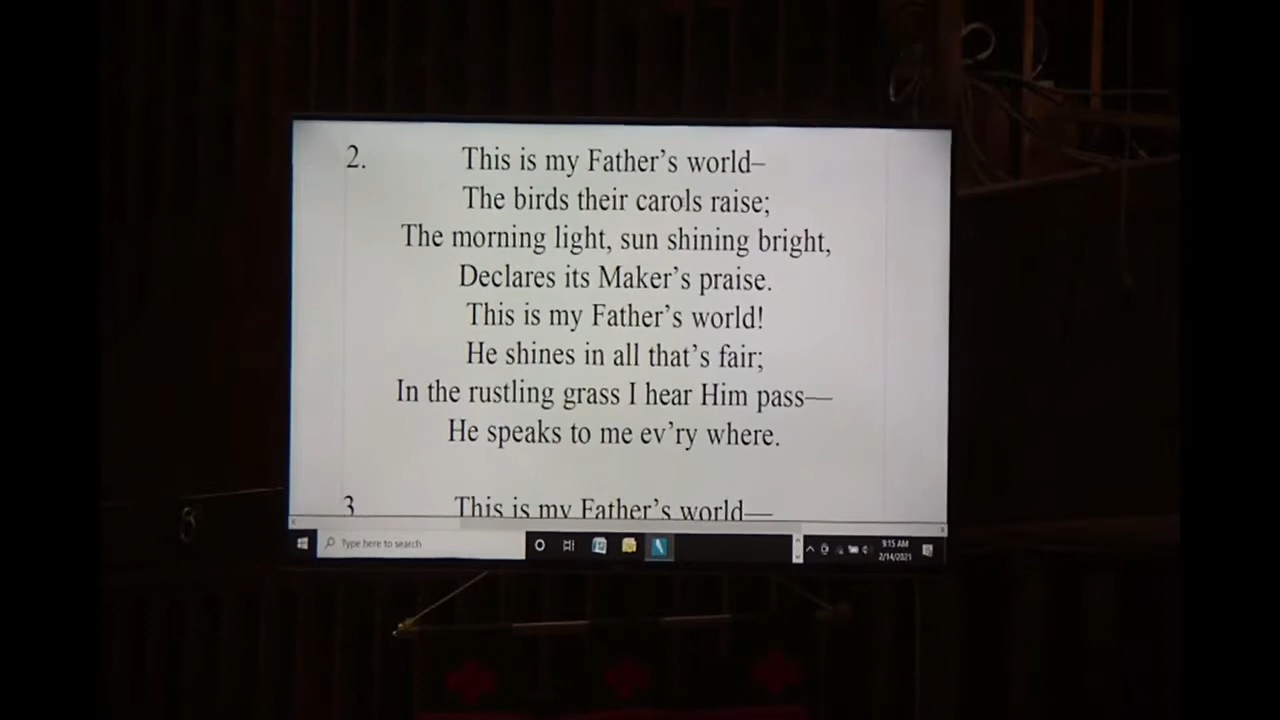 2.
This is my Father's world–
The birds their carols raise;
The morning light, sun shining bright,
Declares its Maker's praise.
This is my Father's world!
He shines in all that's fair;
In the rustling grass I hear Him pass—
He speaks to me ev'ry where.
3
This is my Father's world—
Type here to search
9:15 AM
2/14/2021